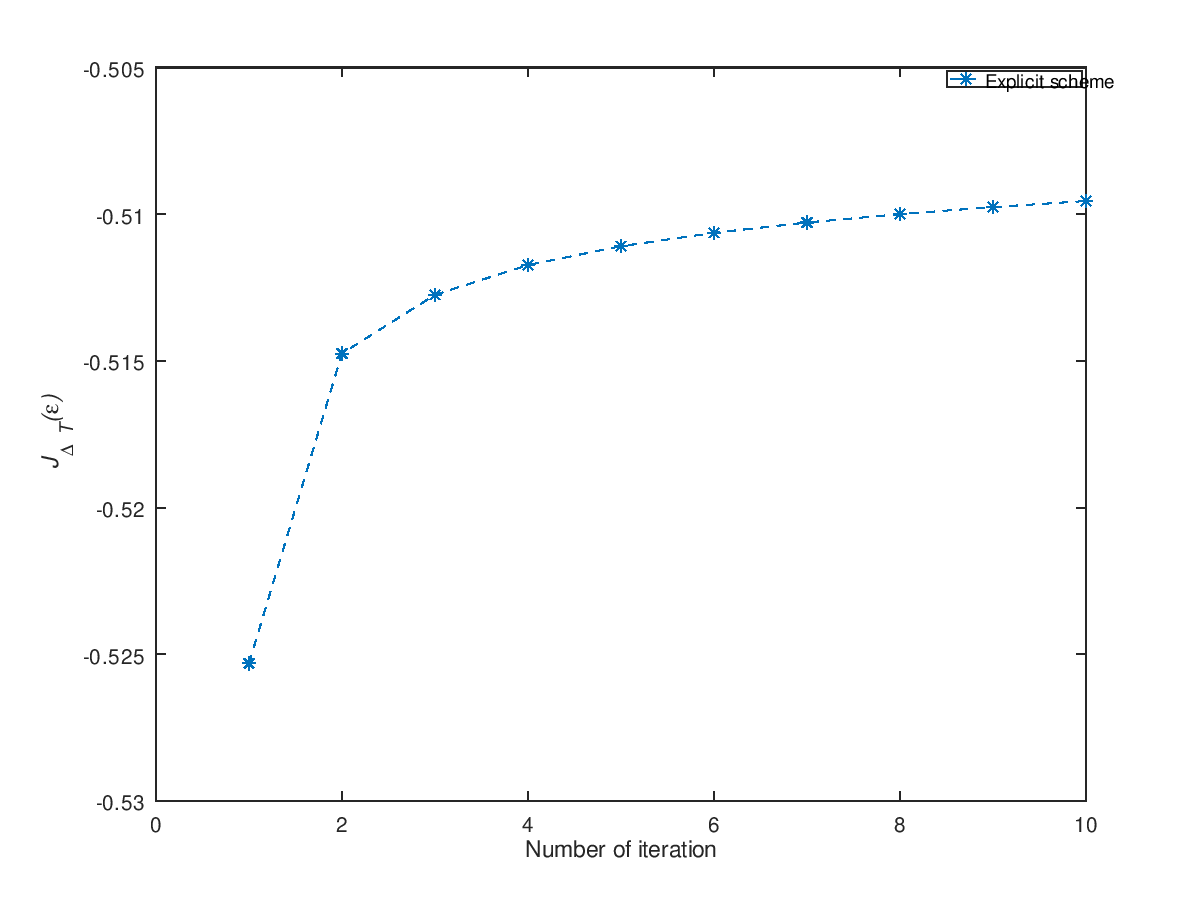 -0.505
Explicit scheme
-0.51
-0.515
-0.52
-0.525
-0.53
J_Δ T(ε)
0 2 4 6 8 10
Number of iteration